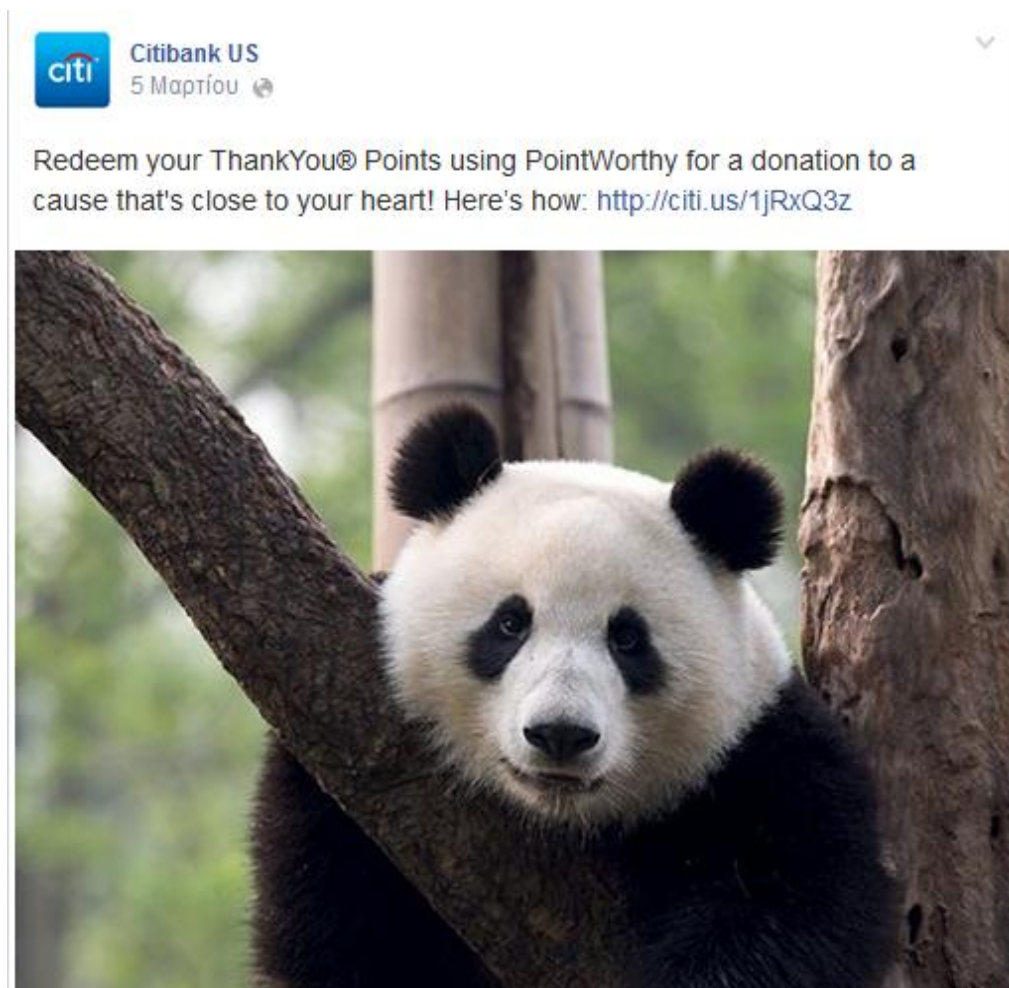 citi
Citibank US
5 Μαρτίου
Redeem your ThankYou® Points using PointWorthy for a donation to a
cause that's close to your heart! Here’s how: http://citi.us/1jRxQ3z